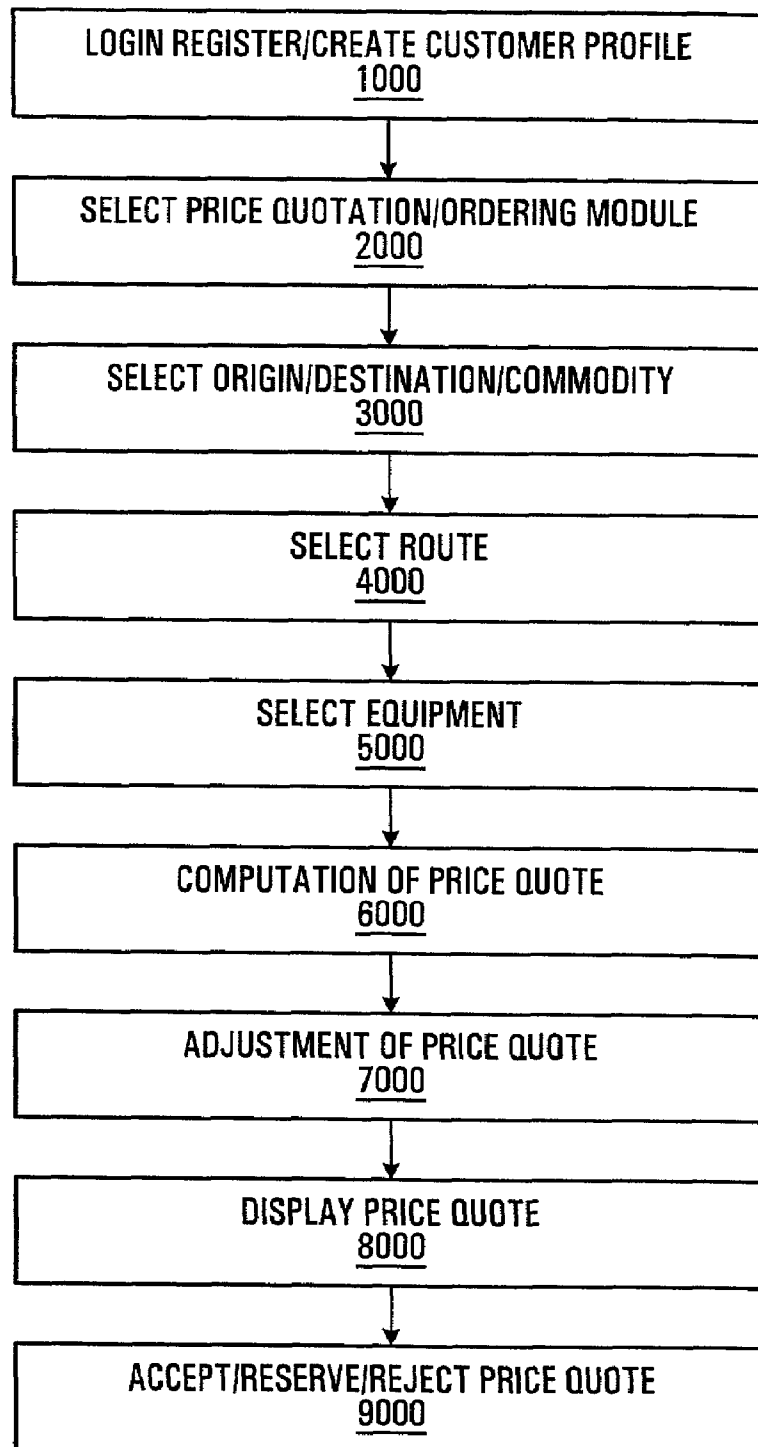 LOGIN REGISTER/CREATE CUSTOMER PROFILE
1000
SELECT PRICE QUOTATION/ORDERING MODULE
2000
SELECT ORIGIN/DESTINATION/COMMODITY
3000
SELECT ROUTE
4000
SELECT EQUIPMENT
5000
COMPUTATION OF PRICE QUOTE
6000
ADJUSTMENT OF PRICE QUOTE
7000
DISPLAY PRICE QUOTE
8000
ACCEPT/RESERVE/REJECT PRICE QUOTE
9000